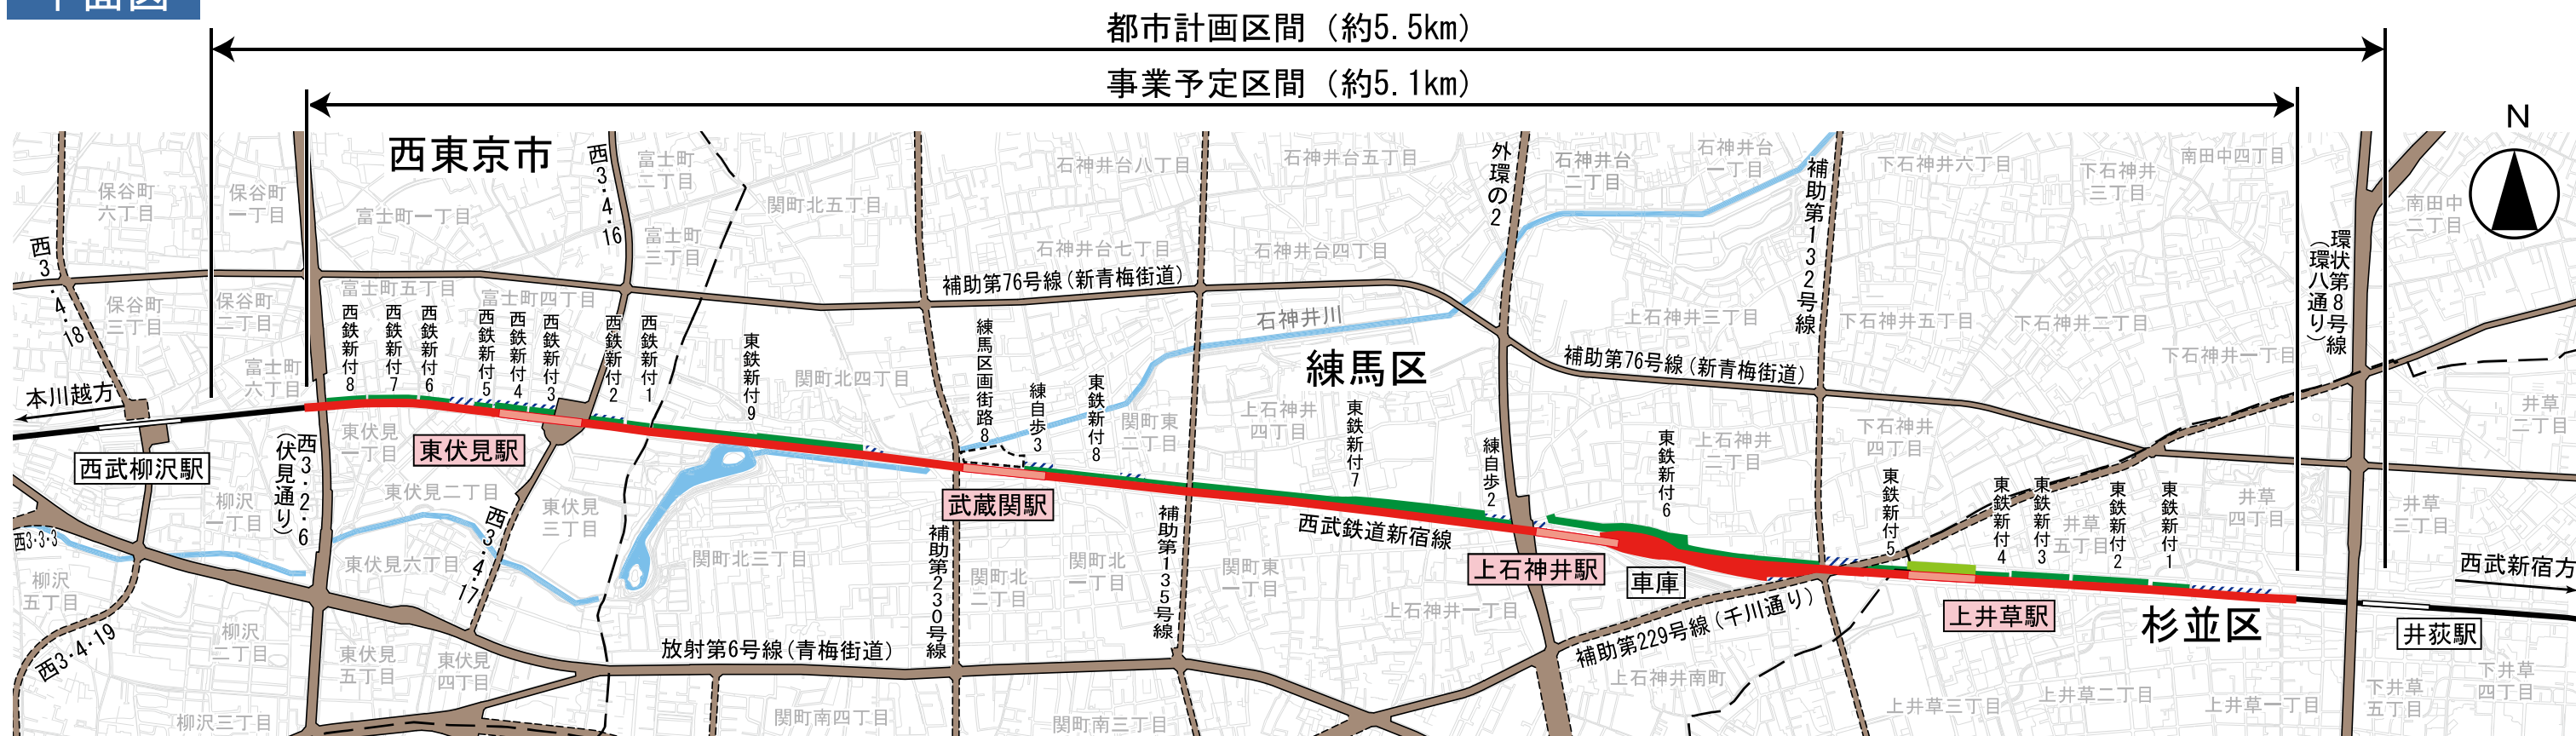 平面図
都市計画区間（約5.5km）
事業予定区間（約5.1km）
N
西東京市
練馬区
杉並区
保谷町
六丁目
保谷町
一丁目
富士町一丁目
富士町
二丁目
富士町
三丁目
関町北五丁目
石神井台八丁目
石神井台七丁目
石神井台五丁目
石神井台四丁目
石神井台
二丁目
石神井台
一丁目
下石神井六丁目
下石神井
三丁目
南田中四丁目
南田中
二丁目
西3・4・18
西3・4・16
外環の2
補助第132号線
環状第8号線
（環八通り）
補助第76号線（新青梅街道）
石神井川
補助第76号線（新青梅街道）
保谷町
三丁目
保谷町
二丁目
富士町
六丁目
富士町五丁目
富士町四丁目
関町北四丁目
関町東
二丁目
上石神井
四丁目
上石神井三丁目
上石神井
二丁目
下石神井五丁目
下石神井二丁目
下石神井一丁目
下石神井
四丁目
井草
二丁目
西鉄新付8
西鉄新付7
西鉄新付6
西鉄新付5
西鉄新付4
西鉄新付3
西鉄新付2
西鉄新付1
東鉄新付9
練馬区画街路8
練自歩3
東鉄新付8
東鉄新付7
練自歩2
東鉄新付6
東鉄新付5
東鉄新付4
東鉄新付3
東鉄新付2
東鉄新付1
本川越方
西武柳沢駅
東伏見駅
武蔵関駅
上石神井駅
車庫
上井草駅
井荻駅
西武新宿方
西武鉄道新宿線
西3・2・6
（伏見通り）
西3・3・3
西3・4・17
西3・4・19
補助第230号線
補助第135号線
補助第229号線（千川通り）
放射第6号線（青梅街道）
柳沢
一丁目
柳沢
五丁目
柳沢
二丁目
柳沢三丁目
東伏見
一丁目
東伏見二丁目
東伏見
三丁目
東伏見六丁目
東伏見
五丁目
東伏見
四丁目
関町北三丁目
関町北
二丁目
関町北
一丁目
関町東
一丁目
関町南四丁目
関町南三丁目
上石神井一丁目
上石神井南町
井草
五丁目
井草
四丁目
井草
三丁目
上井草三丁目
上井草二丁目
上井草一丁目
下井草
五丁目
下井草
四丁目